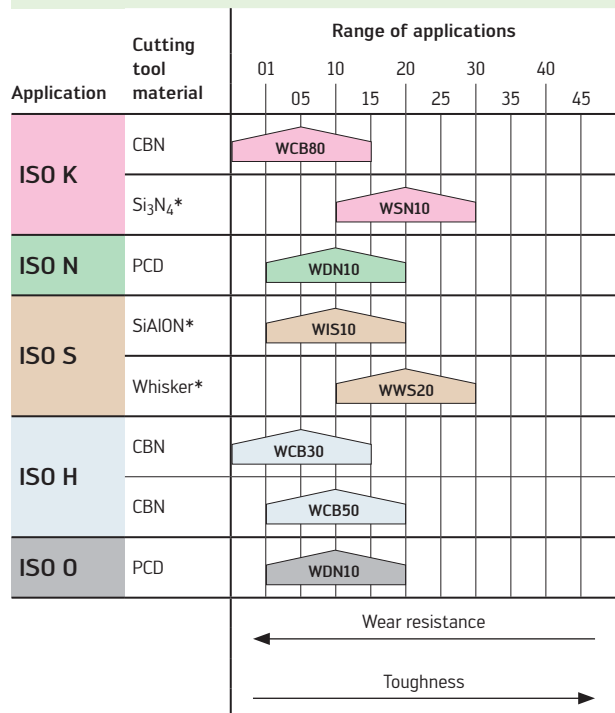 Range of applications
Application
Cutting
tool
material
01 10 20 30 40
05 15 25 35 45
ISO K
CBN
WCB80
Si₃N₄*
WSN10
ISO N
PCD
WDN10
ISO S
SiAlON*
WIS10
Whisker*
WWS20
ISO H
CBN
WCB30
CBN
WCB50
ISO O
PCD
WDN10
Wear resistance
Toughness